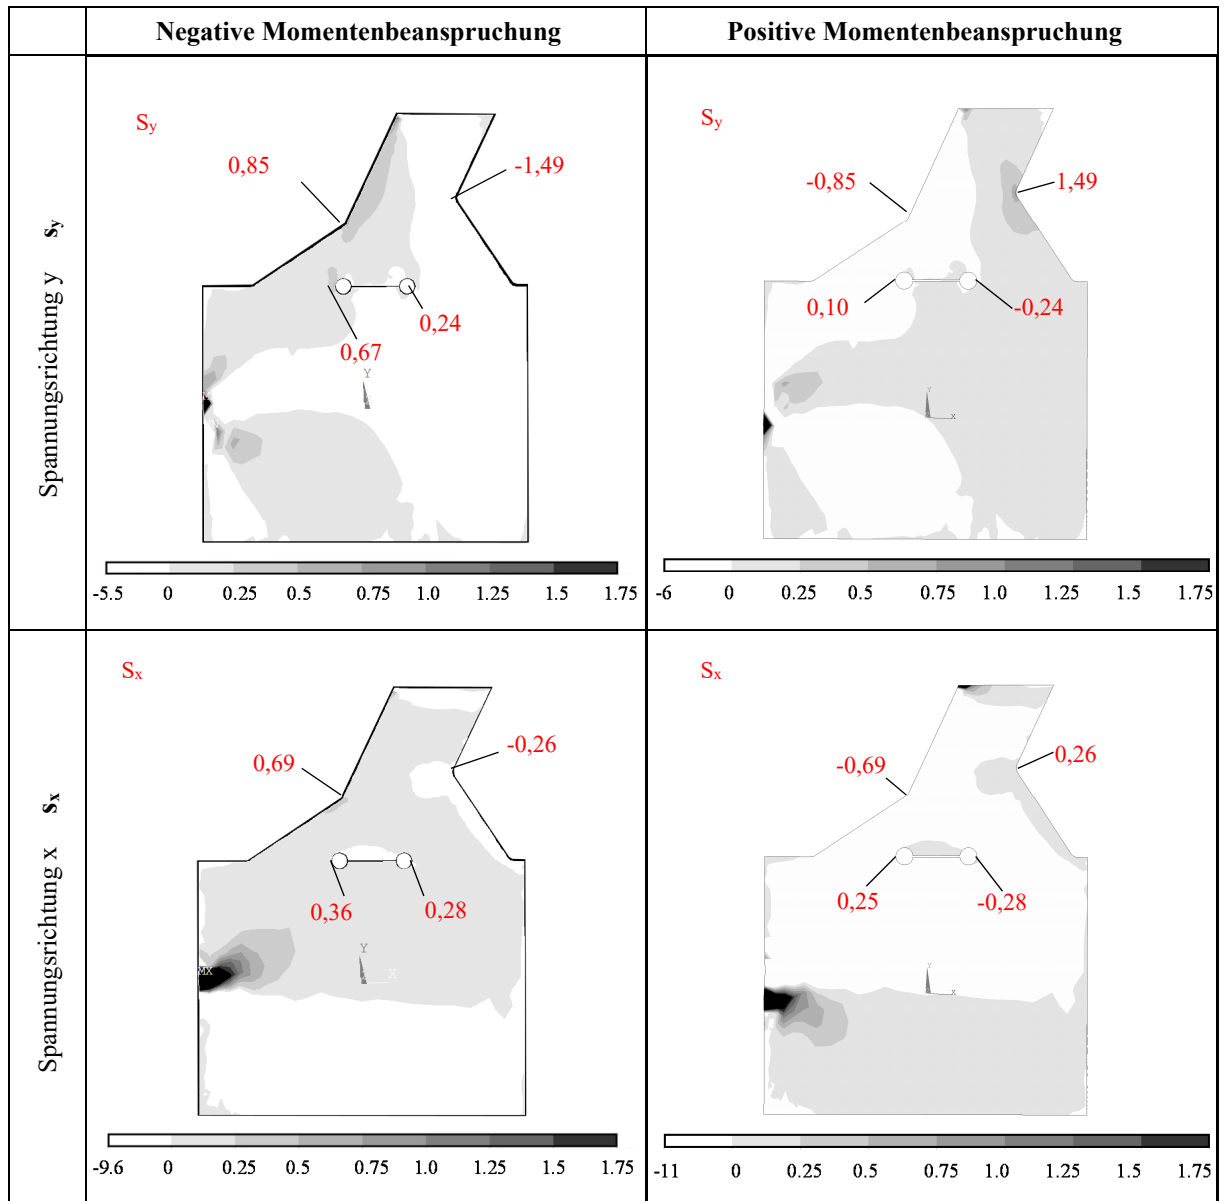 Negative Momentenbeanspruchung
Positive Momentenbeanspruchung
Spannungsrichtung y sy
Sy
0,85
-1,49
0,24
0,67
Y
-5.5 0 0.25 0.5 0.75 1.0 1.25 1.5 1.75
Sy
-0,85
1,49
0,10
-0,24
Y
X
-6 0 0.25 0.5 0.75 1.0 1.25 1.5 1.75
Spannungsrichtung x sx
Sx
0,69
-0,26
0,36
0,28
Y
MX
X
-9.6 0 0.25 0.5 0.75 1.0 1.25 1.5 1.75
Sx
-0,69
0,26
0,25
-0,28
Y
X
-11 0 0.25 0.5 0.75 1.0 1.25 1.5 1.75